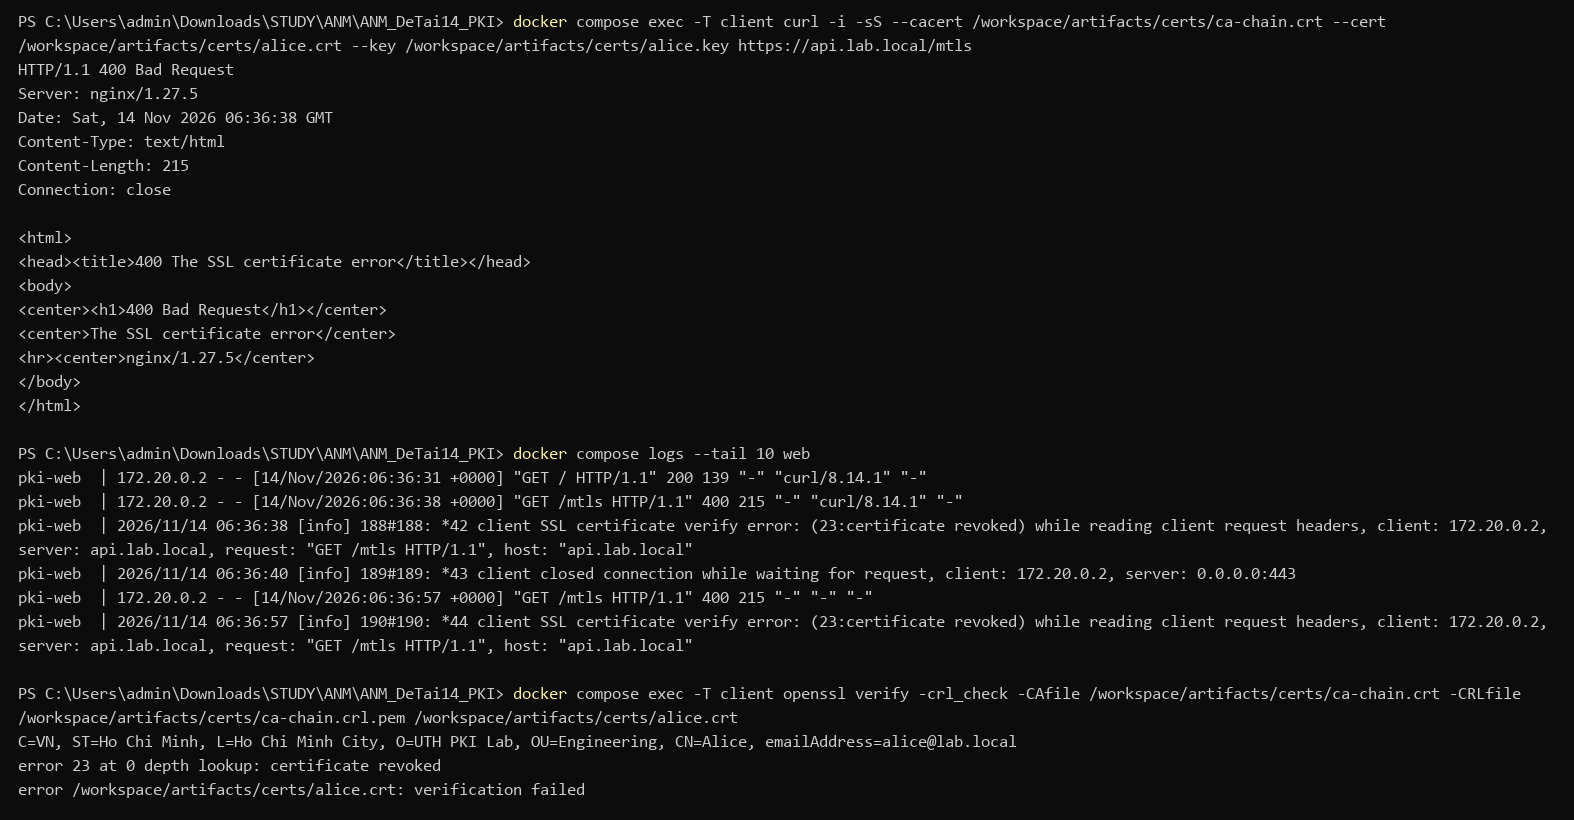 PS C:\Users\admin\Downloads\STUDY\ANM\ANM_DeTai14_PKI> docker compose exec -T client curl -i -sS --cacert /workspace/artifacts/certs/ca-chain.crt --cert
/workspace/artifacts/certs/alice.crt --key /workspace/artifacts/certs/alice.key https://api.lab.local/mtls
HTTP/1.1 400 Bad Request
Server: nginx/1.27.5
Date: Sat, 14 Nov 2026 06:36:38 GMT
Content-Type: text/html
Content-Length: 215
Connection: close

<html>
<head><title>400 The SSL certificate error</title></head>
<body>
<center><h1>400 Bad Request</h1></center>
<center>The SSL certificate error</center>
<hr><center>nginx/1.27.5</center>
</body>
</html>

PS C:\Users\admin\Downloads\STUDY\ANM\ANM_DeTai14_PKI> docker compose logs --tail 10 web
pki-web  | 172.20.0.2 - - [14/Nov/2026:06:36:31 +0000] "GET / HTTP/1.1" 200 139 "-" "curl/8.14.1" "-"
pki-web  | 172.20.0.2 - - [14/Nov/2026:06:36:38 +0000] "GET /mtls HTTP/1.1" 400 215 "-" "curl/8.14.1" "-"
pki-web  | 2026/11/14 06:36:38 [info] 188#188: *42 client SSL certificate verify error: (23:certificate revoked) while reading client request headers, client: 172.20.0.2,
server: api.lab.local, request: "GET /mtls HTTP/1.1", host: "api.lab.local"
pki-web  | 2026/11/14 06:36:40 [info] 189#189: *43 client closed connection while waiting for request, client: 172.20.0.2, server: 0.0.0.0:443
pki-web  | 172.20.0.2 - - [14/Nov/2026:06:36:57 +0000] "GET /mtls HTTP/1.1" 400 215 "-" "-" "-"
pki-web  | 2026/11/14 06:36:57 [info] 190#190: *44 client SSL certificate verify error: (23:certificate revoked) while reading client request headers, client: 172.20.0.2,
server: api.lab.local, request: "GET /mtls HTTP/1.1", host: "api.lab.local"

PS C:\Users\admin\Downloads\STUDY\ANM\ANM_DeTai14_PKI> docker compose exec -T client openssl verify -crl_check -CAfile /workspace/artifacts/certs/ca-chain.crt -CRLfile
/workspace/artifacts/certs/ca-chain.crl.pem /workspace/artifacts/certs/alice.crt
C=VN, ST=Ho Chi Minh, L=Ho Chi Minh City, O=UTH PKI Lab, OU=Engineering, CN=Alice, emailAddress=alice@lab.local
error 23 at 0 depth lookup: certificate revoked
error /workspace/artifacts/certs/alice.crt: verification failed